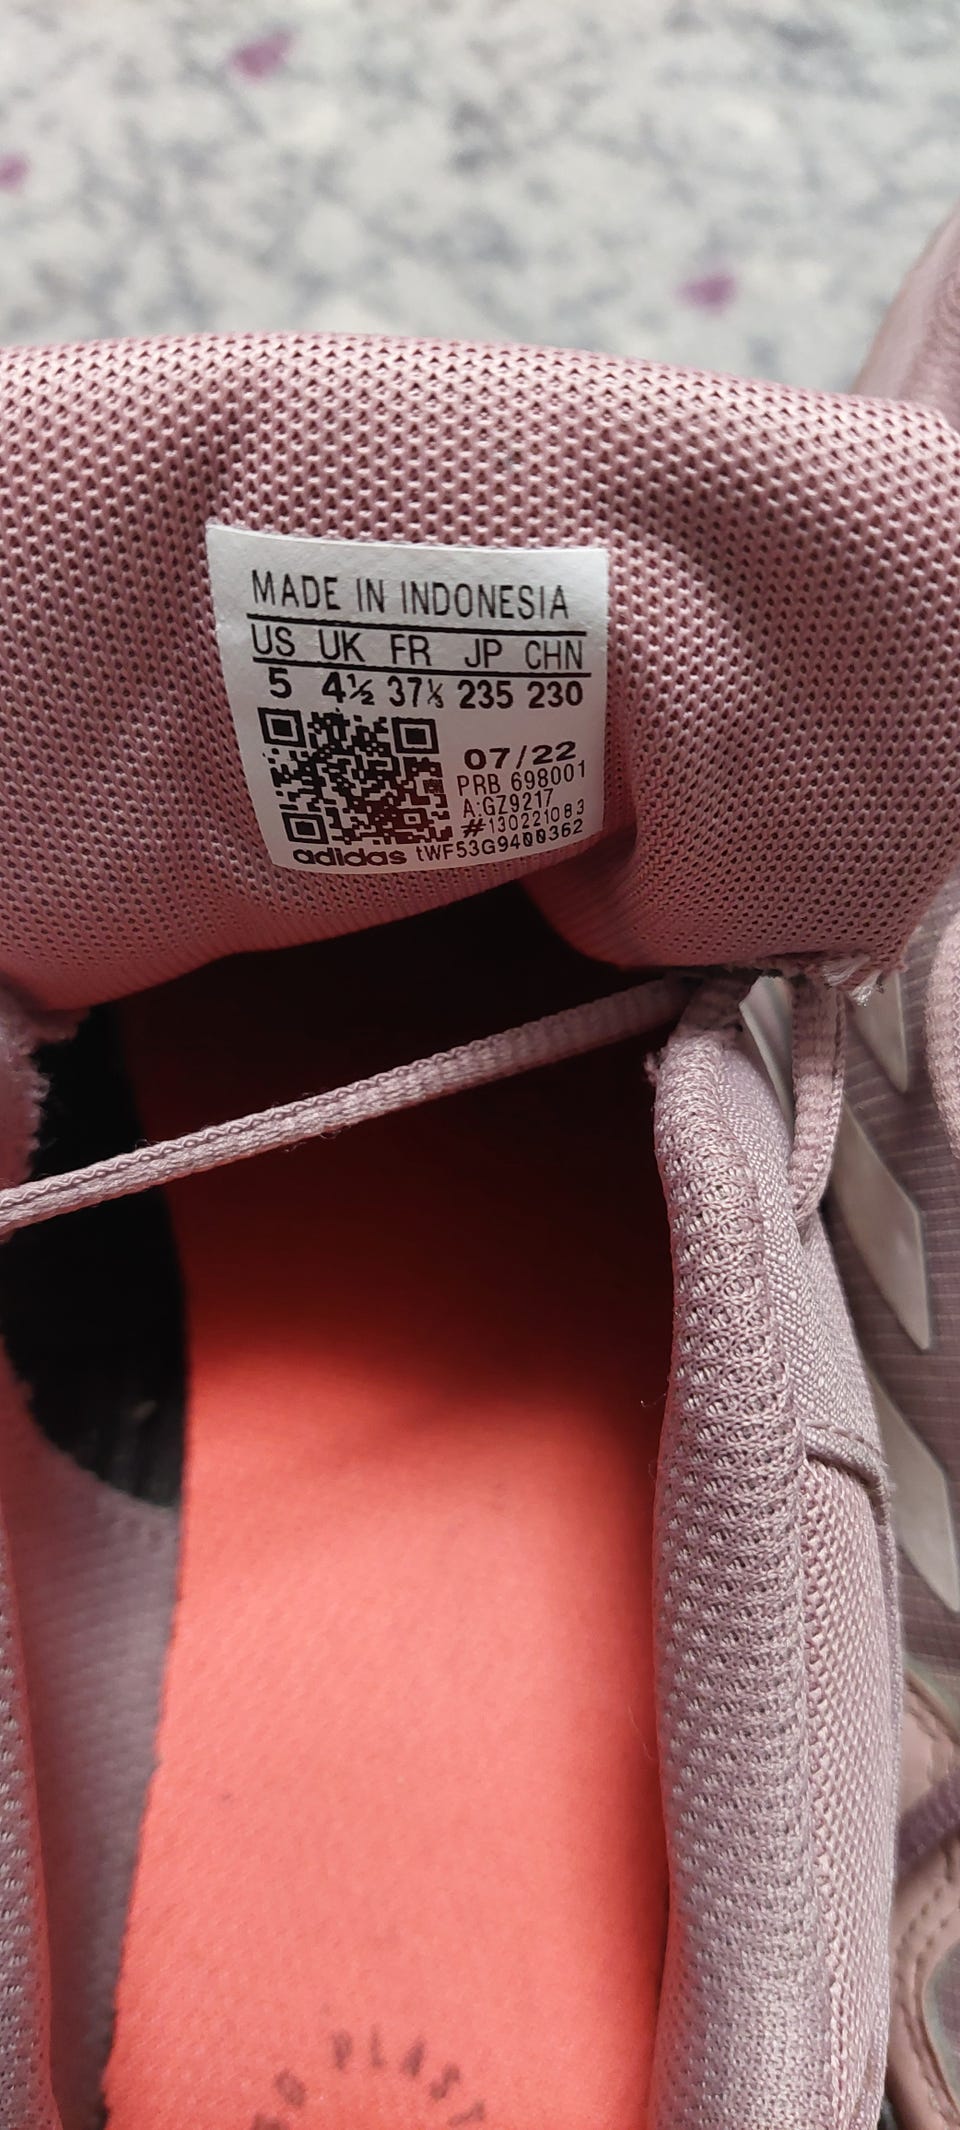 MADE IN INDONESIA
US UK FR JP CHN
5 4½ 37⅓ 235 230
07/22
PRB 698001
A:GZ9217
#130221083
adidas tWF53G9400362
PLAST